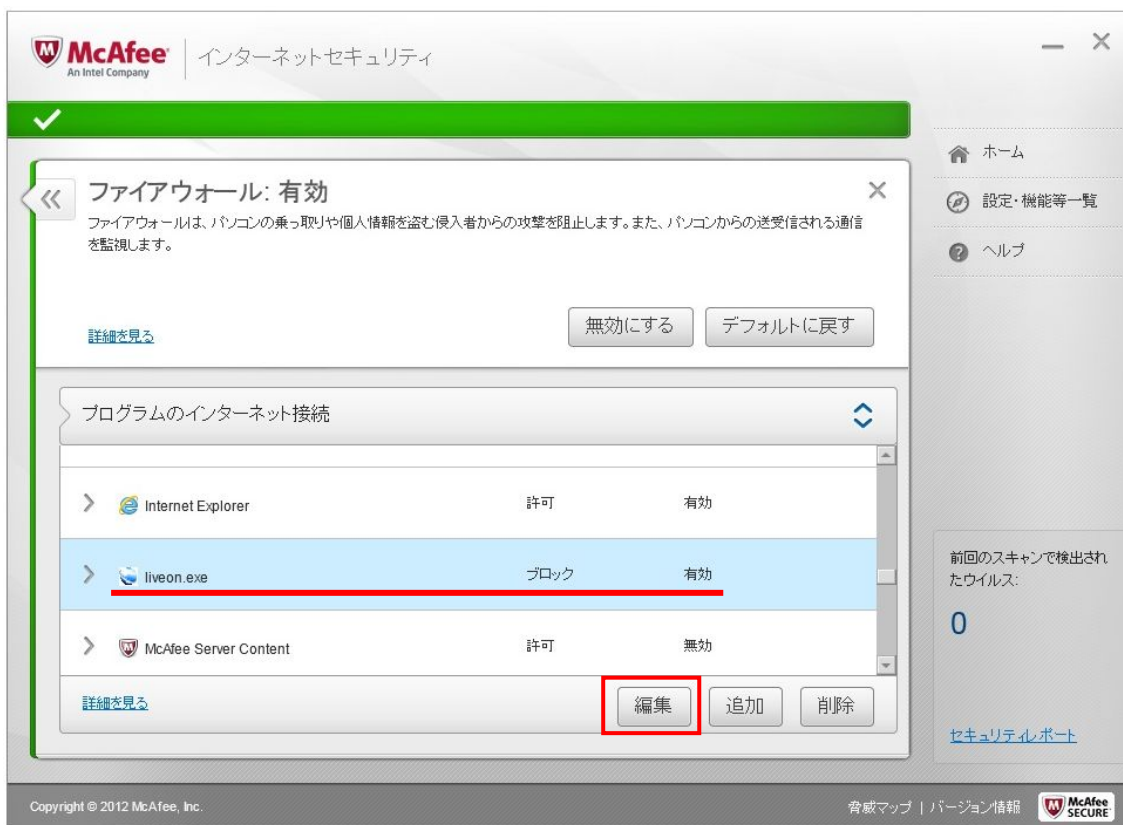 McAfee
An Intel Company
インターネットセキュリティ
ファイアウォール: 有効
ファイアウォールは、パソコンの乗っ取りや個人情報を盗む侵入者からの攻撃を阻止します。また、パソコンからの送受信される通信
を監視します。
詳細を見る
無効にする
デフォルトに戻す
プログラムのインターネット接続
Internet Explorer 許可 有効
liveon.exe ブロック 有効
McAfee Server Content 許可 無効
詳細を見る
編集
追加
削除
ホーム
設定・機能等一覧
ヘルプ
前回のスキャンで検出され
たウイルス:
0
セキュリティレポート
Copyright © 2012 McAfee, Inc.
脅威マップ | バージョン情報
McAfee
SECURE